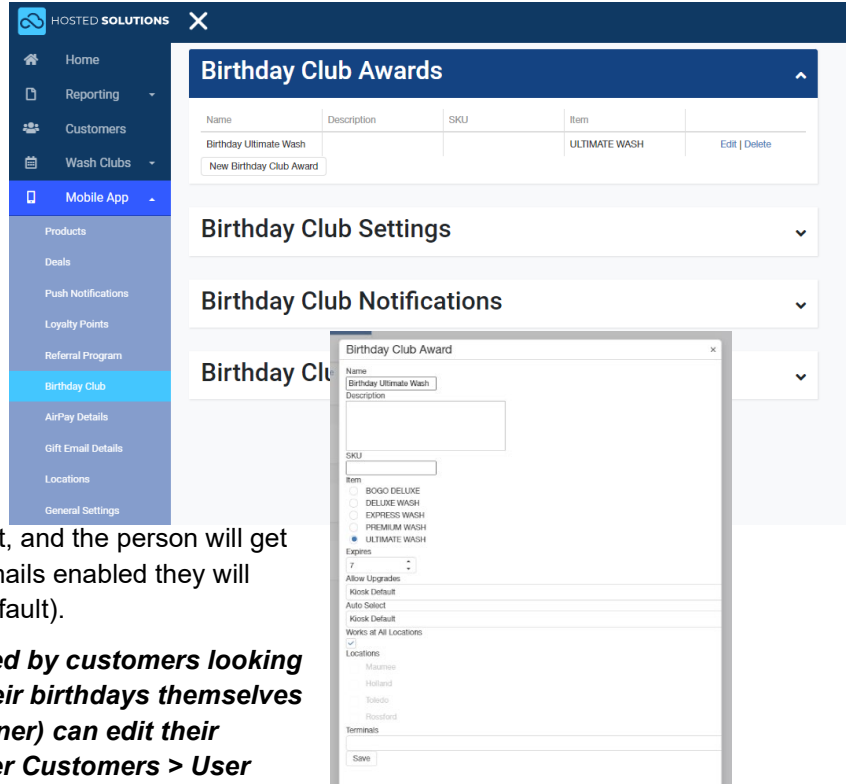 HOSTED SOLUTIONS
Home
Reporting
Customers
Wash Clubs
Mobile App
Products
Deals
Push Notifications
Loyalty Points
Referral Program
Birthday Club
AirPay Details
Gift Email Details
Locations
General Settings
Birthday Club Awards
Name Description SKU Item
Birthday Ultimate Wash ULTIMATE WASH Edit | Delete
New Birthday Club Award
Birthday Club Settings
Birthday Club Notifications
Birthday Clu
Birthday Club Award
×
Name
Birthday Ultimate Wash
Description
SKU
Item
BOGO DELUXE
DELUXE WASH
EXPRESS WASH
PREMIUM WASH
ULTIMATE WASH
Expires
7
Allow Upgrades
Kiosk Default
Auto Select
Kiosk Default
Works at All Locations
Locations
Maumee
Holland
Toledo
Rossford
Terminals
Save
t, and the person will get
nails enabled they will
fault).
ed by customers looking
eir birthdays themselves
ner) can edit their
er Customers > User